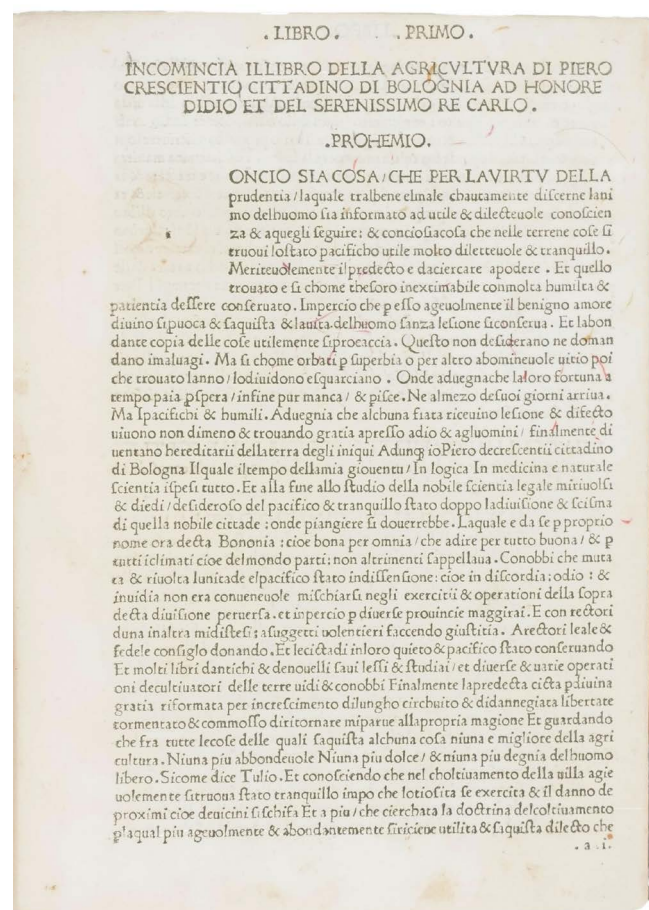 . LIBRO . . PRIMO .
INCOMINCIA ILLIBRO DELLA AGRICVLTVRA DI PIERO
CRESCIENTIO CITTADINO DI BOLOGNIA AD HONORE
DIDIO ET DEL SERENISSIMO RE CARLO .
.PROHEMIO.
ONCIO SIA COSA / CHE PER LAVIRTV DELLA
prudentia / laquale tralbene elmale chautamente discerne lani
mo delhuomo sia informato ad utile & dilecteuole conoscien
za & aquegli seguire: & conciosiacosa che nelle terrene cose si
truoui lostato pacificho utile molto diletteuole & tranquillo.
Meriteuolemente il predecto e daciercare apodere . Et quello
trouato e si chome thesoro inextimabile conmolta humilta &
patientia dessere conseruato. Impercio che p esso ageuolmente il benigno amore
diuino sipuoca & saquista & lauita delhuomo sanza lesione siconserua. Et labon
dante copia delle cose utilemente siprocaccia. Questo non desiderano ne doman
dano imaluagi. Ma si chome orbati p superbia o per altro abomineuole uitio poi
che trouato lanno / lodiuidono esquarciano . Onde aduegnache laloro fortuna a
tempo paia pspera / infine pur manca / & pisce. Ne almezo desuoi giorni arriua.
Ma Ipacifichi & humili. Aduegnia che alchuna fiata riceuino lesione & difecto
uiuono non dimeno & trouando gratia apresso adio & agluomini / finalmente di
uentano hereditarii dellaterra degli iniqui Adunq io Piero decrescentii cittadino
di Bologna Ilquale iltempo dellamia giouentu / In logica In medicina e naturale
scientia ispesi tutto. Et alla fine allo studio della nobile scientia legale miriuolsi
& diedi / desideroso del pacifico & tranquillo stato doppo ladiuisione & scisma
di quella nobile cittade : onde piangiere si douerrebbe. Laquale e da se p proprio
nome ora decta Bononia : cioe bona per omnia / che adire per tutto buona / & p
tutti iclimati cioe delmondo parti: non altrimenti sappellaua. Conobbi che muta
ta & riuolta lunitade elpacifico stato indissensione: cioe in discordia: odio : &
inuidia non era conueneuole mischiarsi negli exercitii & operationi della sopra
decta diuisione peruersa. et inpercio p diuerse prouincie maggirai. E con rectori
duna inaltra midistesi; asuggetti uolentieri faccendo giustitia. Arectori leale &
fedele consiglo donando. Et lecictadi inloro quieto & pacifico stato conseruando
Et molti libri dantichi & denouelli saui lessi & studiai / et diuerse & uarie operati
oni decultiuatori delle terre uidi & conobbi Finalmente lapredecta cicta pdiuina
gratia riformata per increscimento dilungho circhuito & didannegiata libertate
tormentato & commosso diritornare miparue allapropria magione Et guardando
che fra tutte lecose delle quali saquista alchuna cosa niuna e migliore della agri
cultura. Niuna piu abbondeuole Niuna piu dolce / & niuna piu degnia delhuomo
libero. Sicome dice Tulio. Et conosciendo che nel choltiuamento della uilla agie
uolemente sitruoua stato tranquillo impo che lotiosita se exercita & il danno de
proximi cioe deuicini sischifa Et a piu / che cierchata la doctrina delcoltiuamento
plaqual piu ageuolmente & abondantemente siricieue utilita & siquista dilecto che
. a .i.